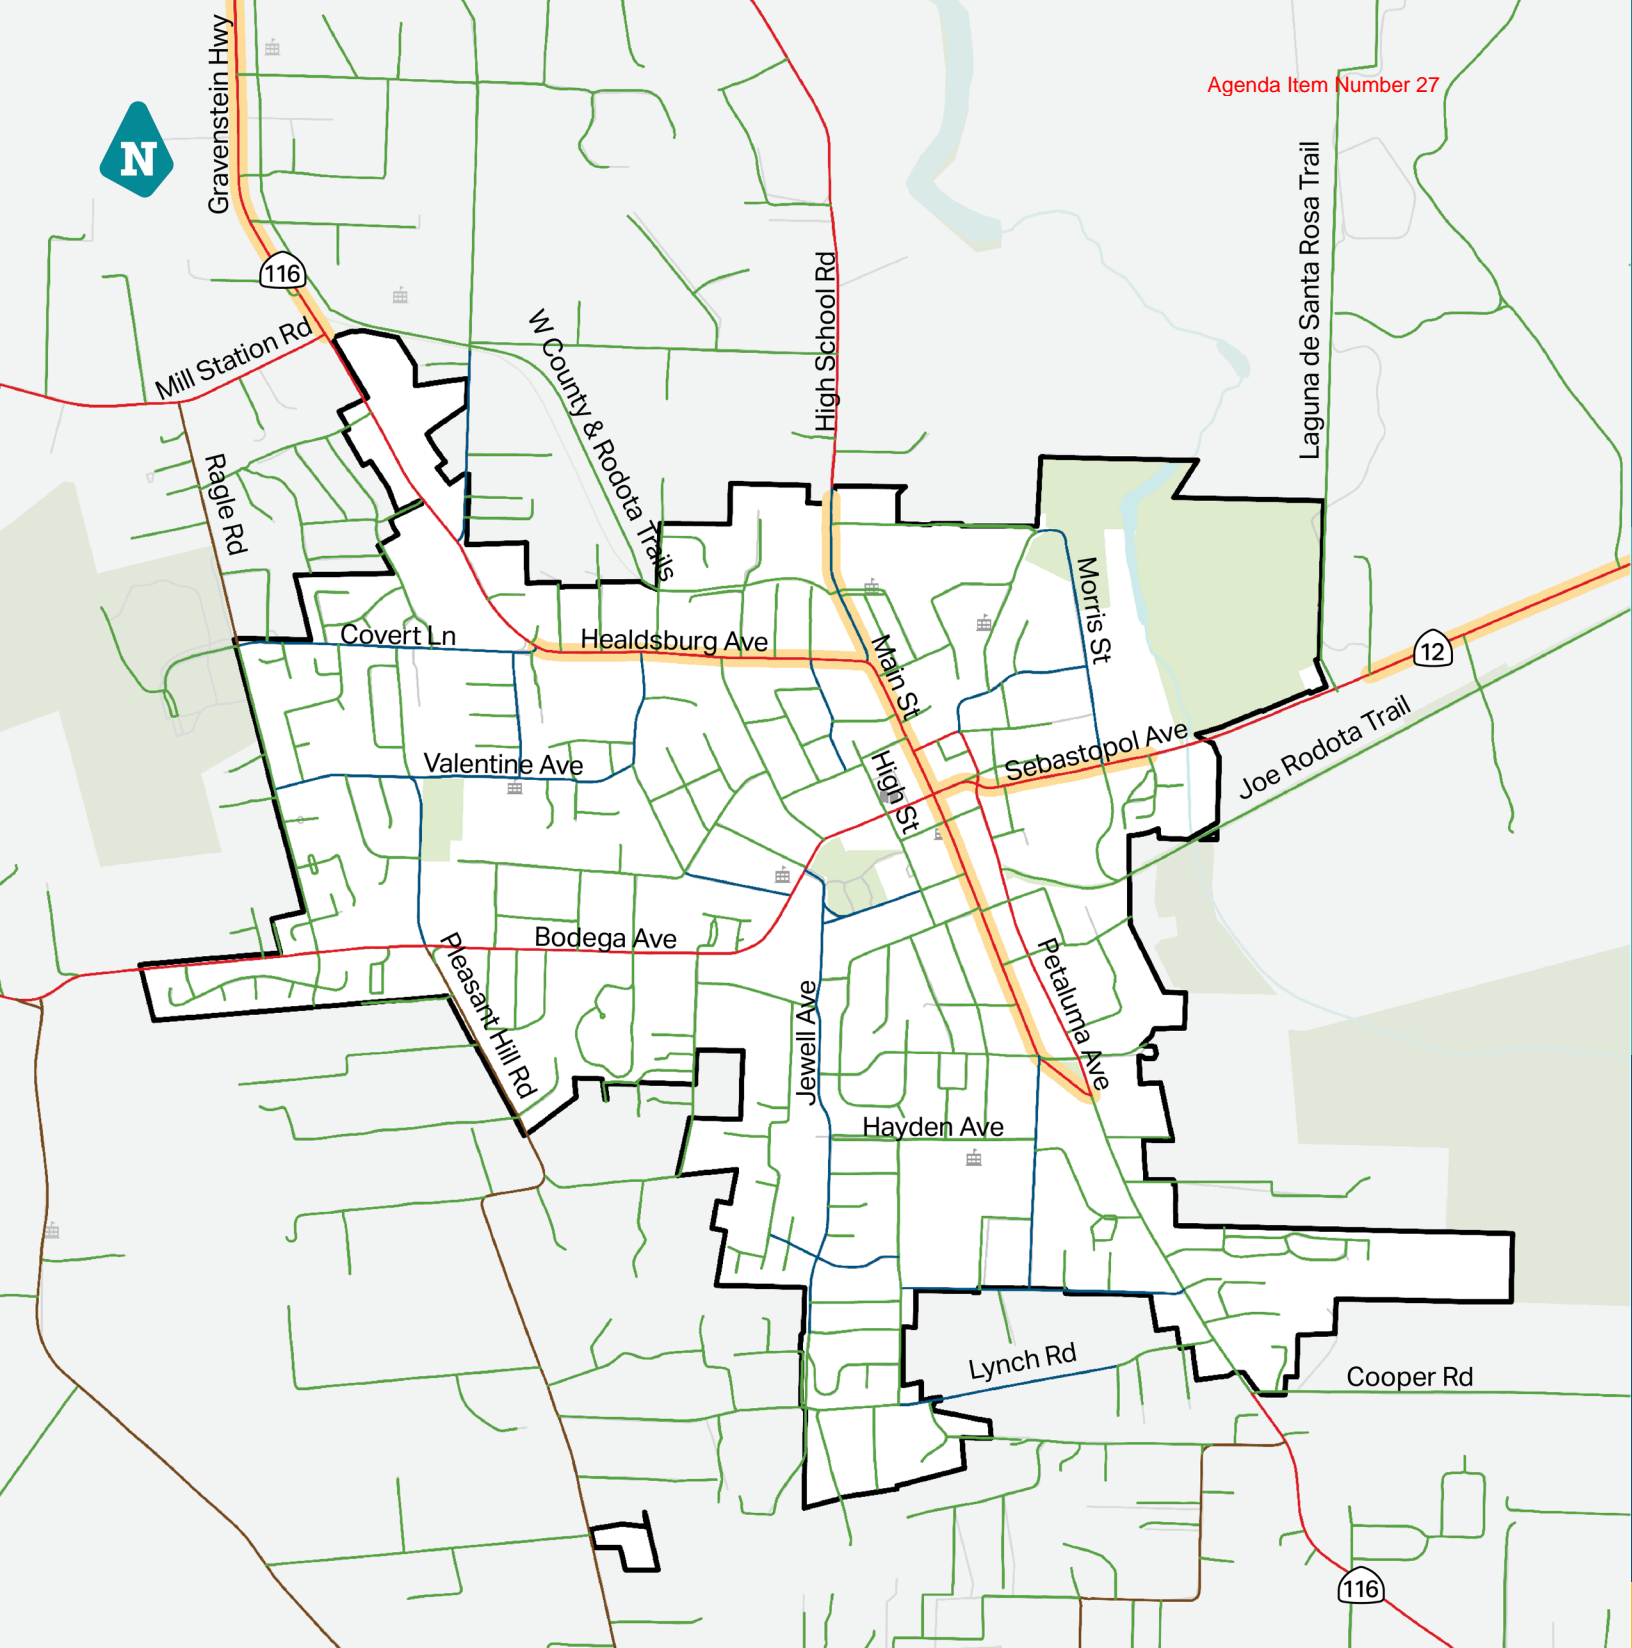 Gravenstein Hwy
Agenda Item Number 27
N
Laguna de Santa Rosa Trail
116
High School Rd
Mill Station Rd
W County & Rodota Trails
Ragle Rd
Morris St
Covert Ln
Healdsburg Ave
Main St
12
Valentine Ave
High St
Sebastopol Ave
Joe Rodota Trail
Bodega Ave
Pleasant Hill Rd
Petaluma Ave
Jewell Ave
Hayden Ave
Lynch Rd
Cooper Rd
116